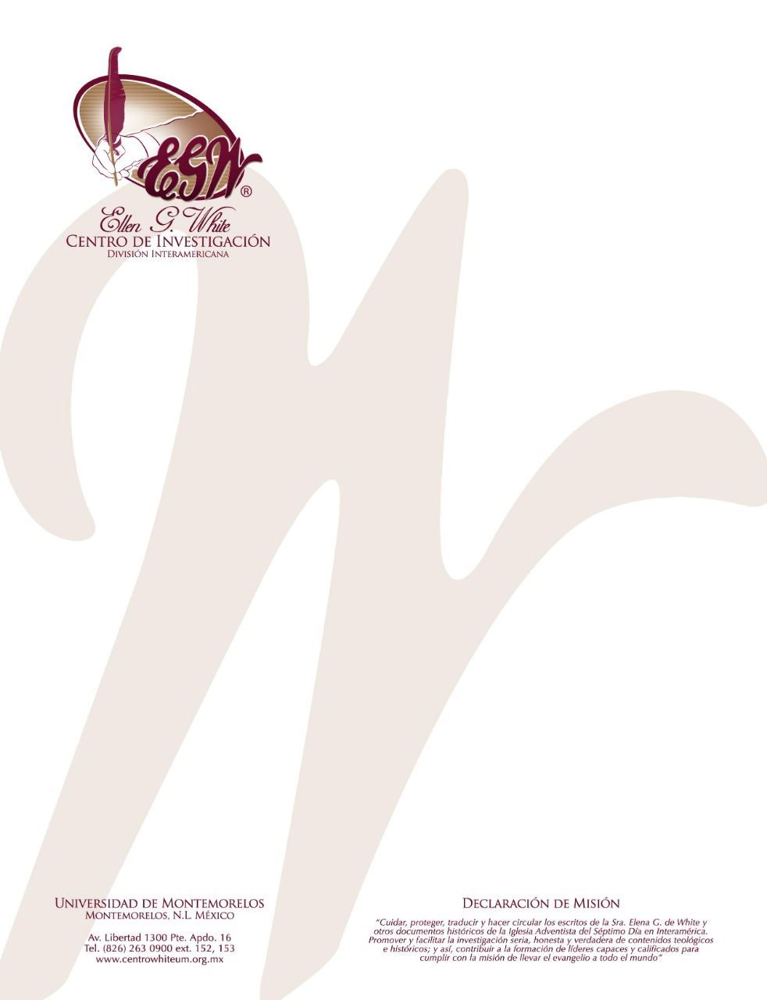 EGW®
Ellen G. White
CENTRO DE INVESTIGACIÓN
DIVISIÓN INTERAMERICANA
UNIVERSIDAD DE MONTEMORELOS
MONTEMORELOS, N.L. MÉXICO
Av. Libertad 1300 Pte. Apdo. 16
Tel. (826) 263 0900 ext. 152, 153
www.centrowhiteum.org.mx
DECLARACIÓN DE MISIÓN
“Cuidar, proteger, traducir y hacer circular los escritos de la Sra. Elena G. de White y
otros documentos históricos de la Iglesia Adventista del Séptimo Día en Interamérica.
Promover y facilitar la investigación seria, honesta y verdadera de contenidos teológicos
e históricos; y así, contribuir a la formación de líderes capaces y calificados para
cumplir con la misión de llevar el evangelio a todo el mundo”